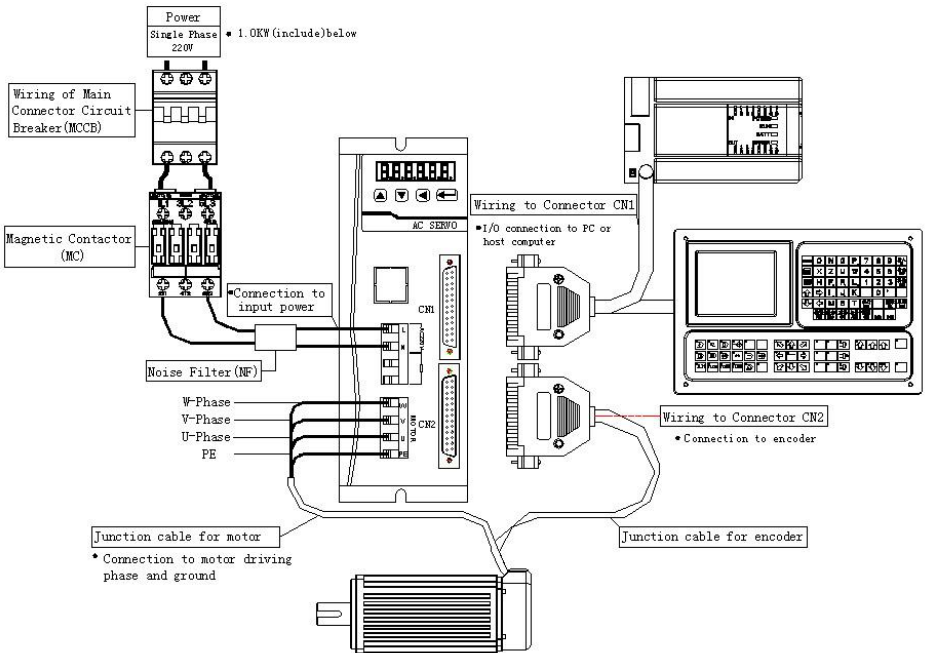 Power
Single Phase
220V
• 1.0KW(include)below
Wiring of Main
Connector Circuit
Breaker(MCCB)
Magnetic Contactor
(MC)
•Connection to
input power
Noise Filter(NF)
W-Phase
V-Phase
U-Phase
PE
AC SERVO
CN1
CN2
MOTOR
Wiring to Connector CN1
•I/O connection to PC or
host computer
Wiring to Connector CN2
• Connection to encoder
Junction cable for motor
• Connection to motor driving
phase and ground
Junction cable for encoder